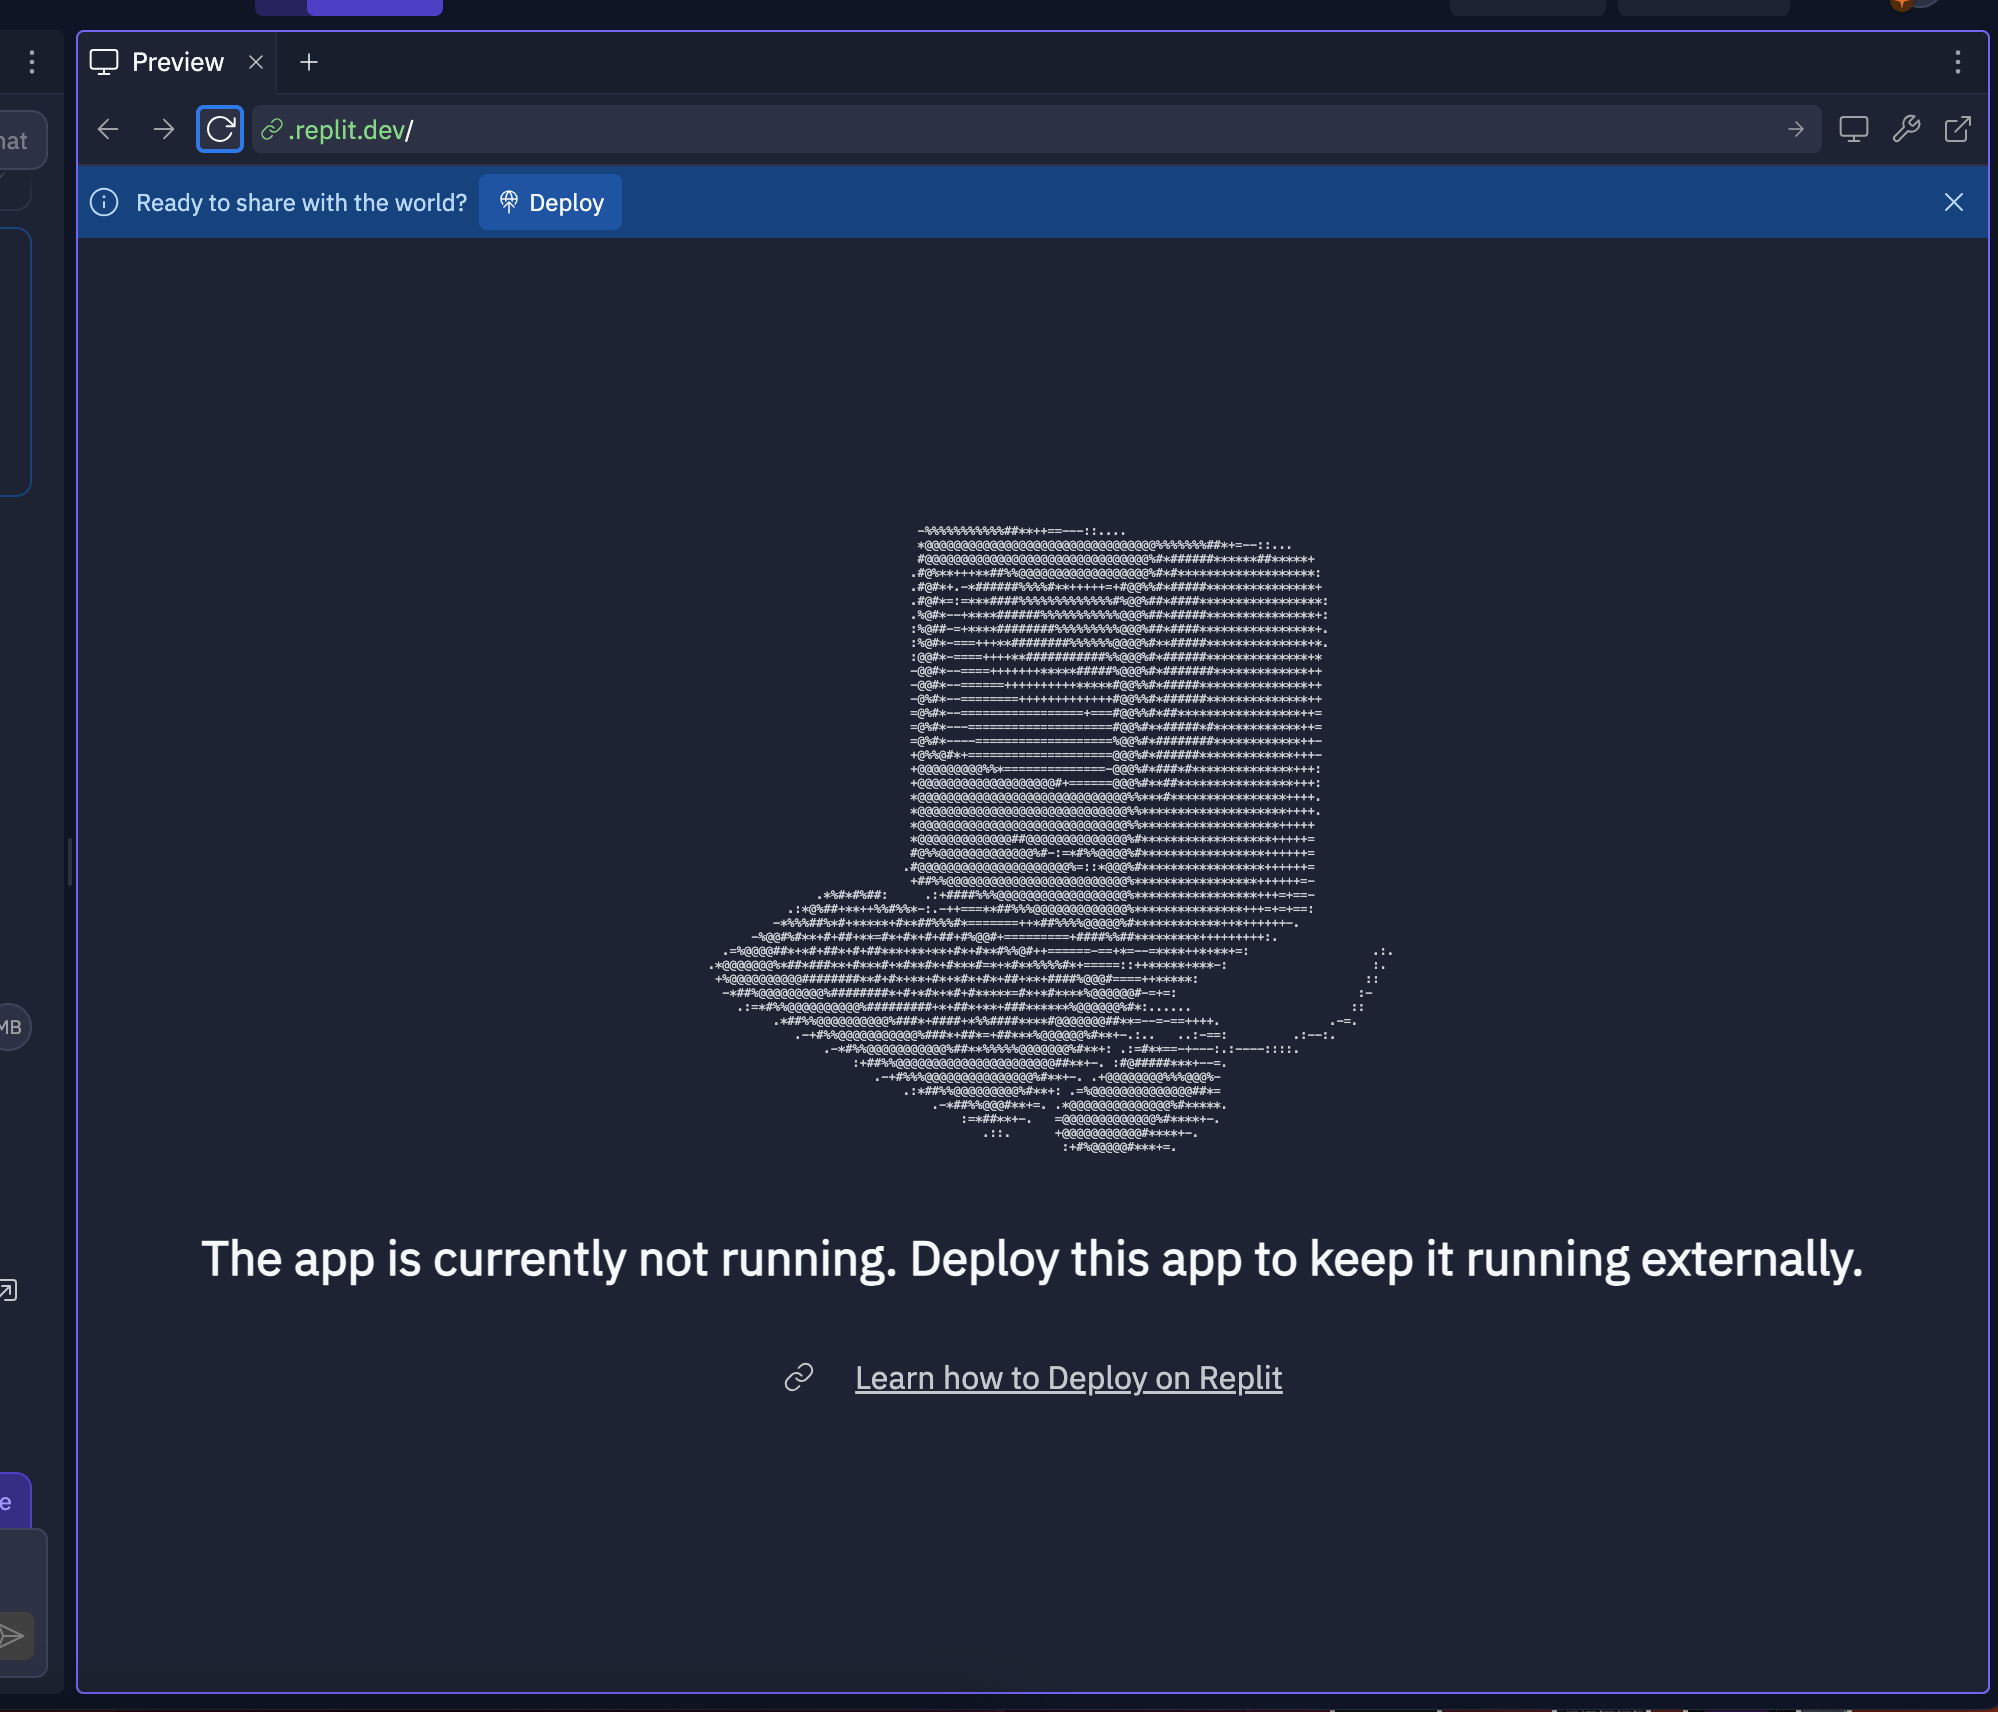 Preview
hat
.replit.dev/
Ready to share with the world?
Deploy
MB
The app is currently not running. Deploy this app to keep it running externally.
Learn how to Deploy on Replit
e